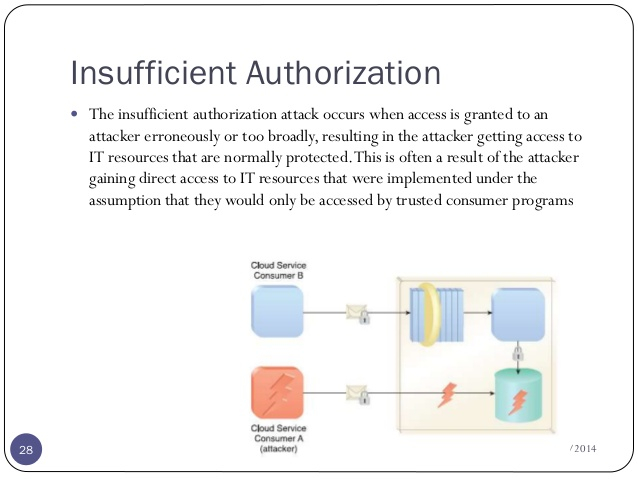 Insufficient Authorization
• The insufficient authorization attack occurs when access is granted to an
attacker erroneously or too broadly, resulting in the attacker getting access to
IT resources that are normally protected. This is often a result of the attacker
gaining direct access to IT resources that were implemented under the
assumption that they would only be accessed by trusted consumer programs
Cloud Service
Consumer B
Cloud Service
Consumer A
(attacker)
28
/2014